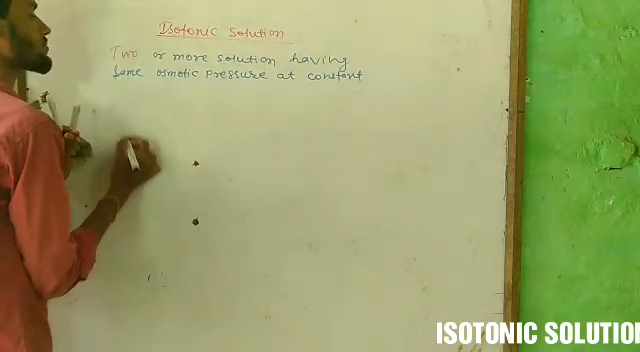 Isotonic Solution
Two or more solution having
Same osmotic pressure at constant
ISOTONIC SOLUTION